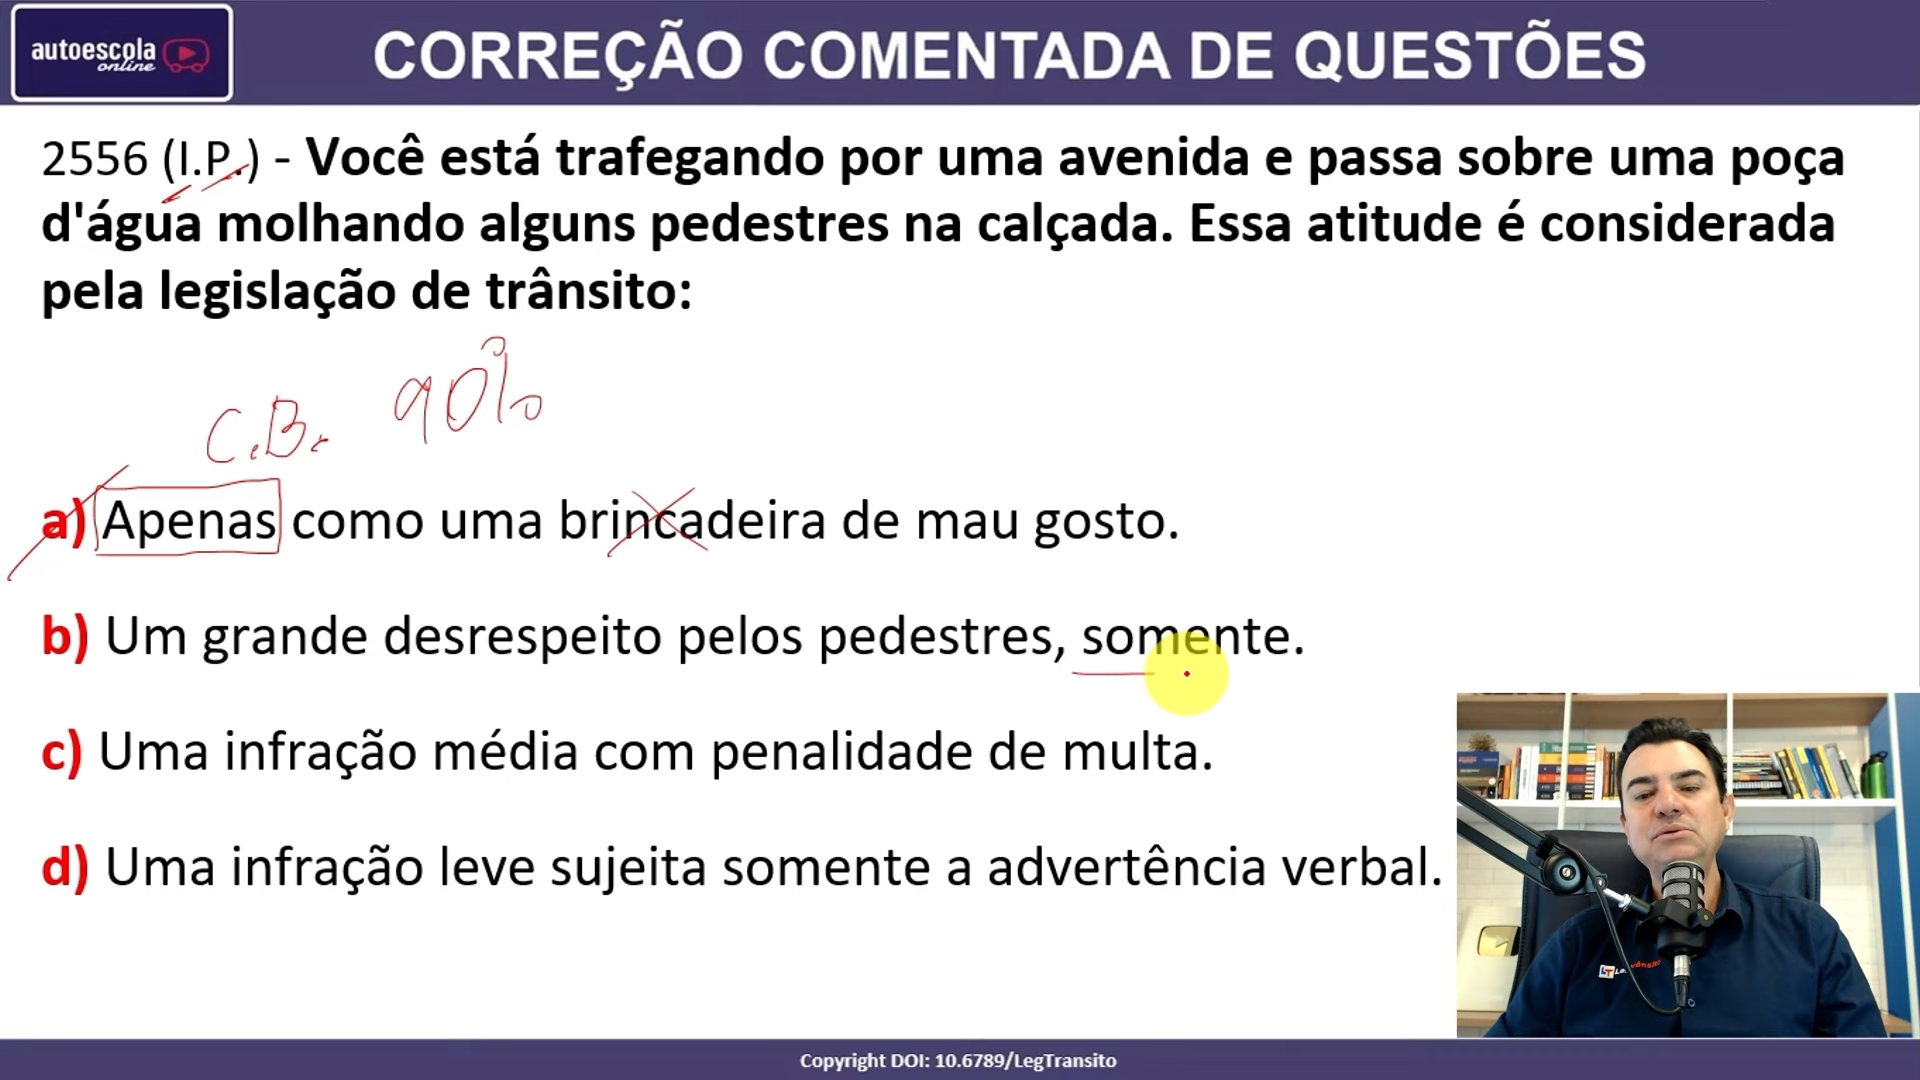 autoescola
online
CORREÇÃO COMENTADA DE QUESTÕES
2556 (I.P.) - Você está trafegando por uma avenida e passa sobre uma poça
d'água molhando alguns pedestres na calçada. Essa atitude é considerada
pela legislação de trânsito:
C.B. 90%
a) Apenas como uma brincadeira de mau gosto.
b) Um grande desrespeito pelos pedestres, somente.
c) Uma infração média com penalidade de multa.
d) Uma infração leve sujeita somente a advertência verbal.
Copyright DOI: 10.6789/LegTransito